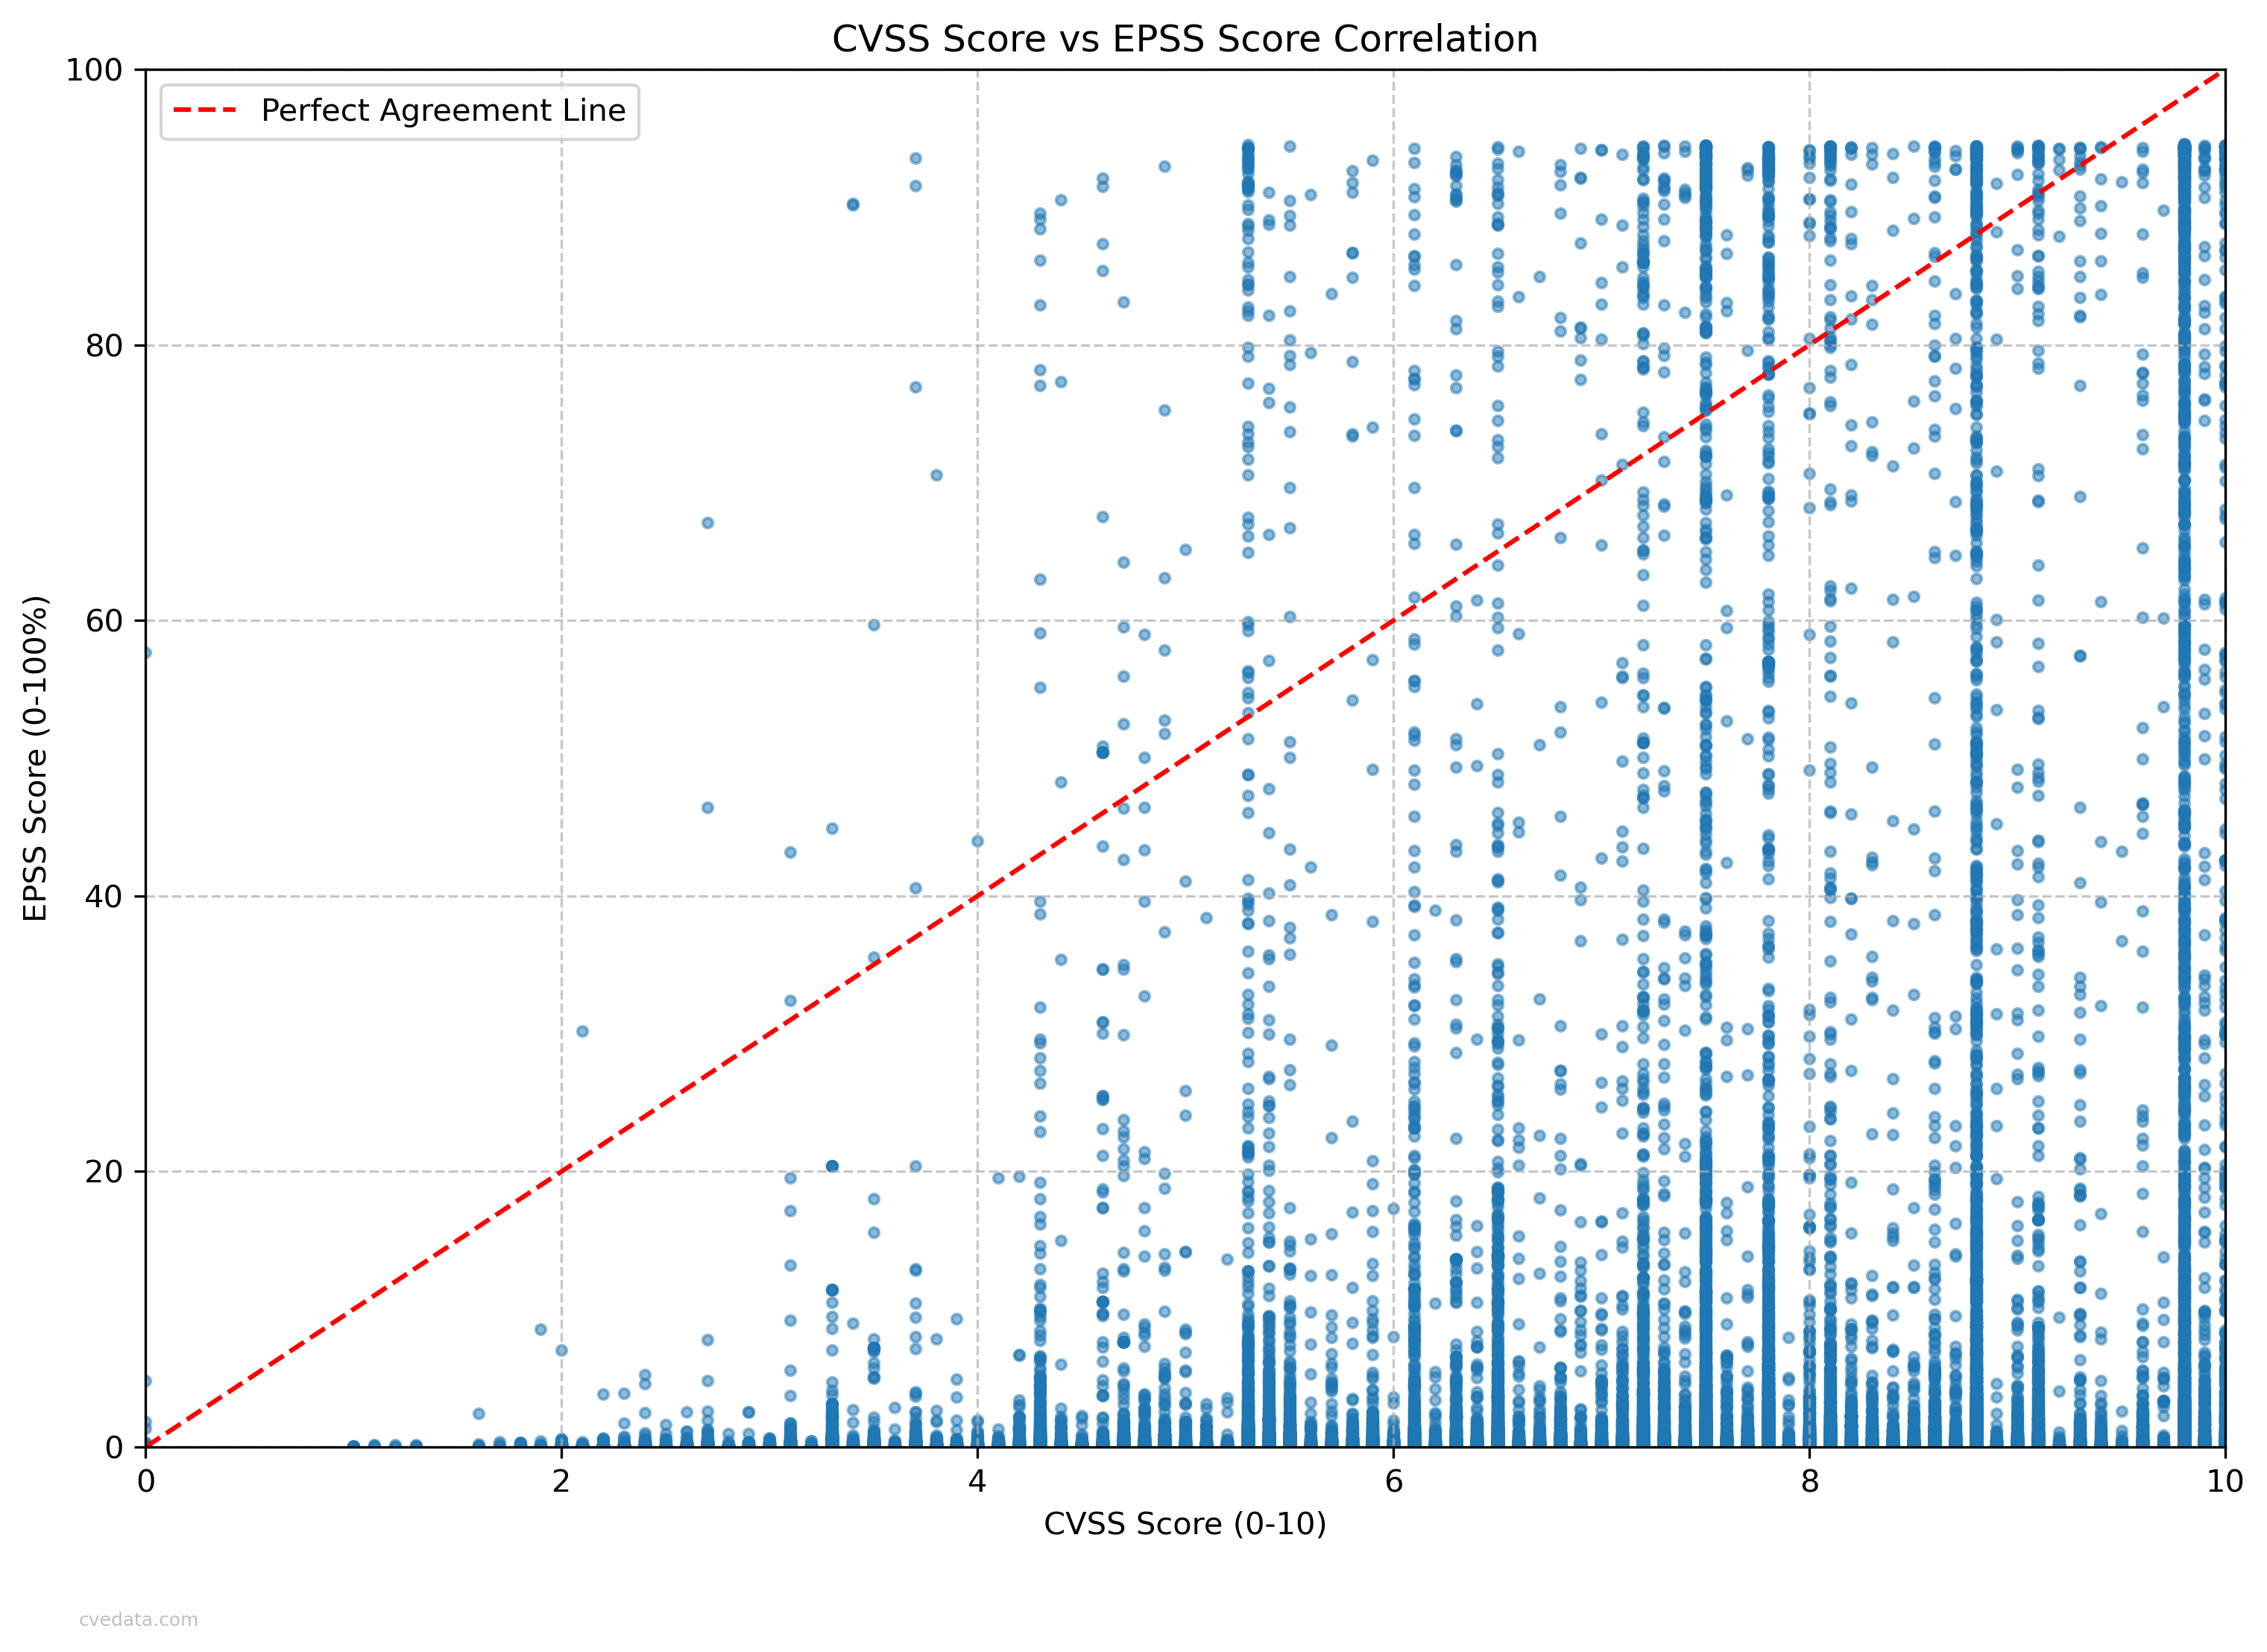 CVSS Score vs EPSS Score Correlation
Perfect Agreement Line
EPSS Score (0-100%)
100
80
60
40
20
0
0 2 4 6 8 10
CVSS Score (0-10)
cvedata.com